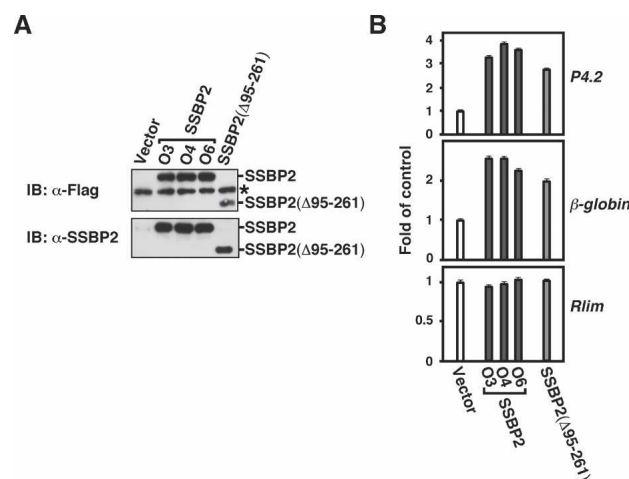 A
Vector
SSBP2
O3
O4
O6
SSBP2(Δ95-261)
IB: α-Flag
SSBP2
*
SSBP2(Δ95-261)
IB: α-SSBP2
SSBP2
SSBP2(Δ95-261)
B
Fold of control
4
3
2
1
0
P4.2
2
1
0
β-globin
1
0.5
0
Rlim
Vector
O3
O4
O6
SSBP2
SSBP2(Δ95-261)